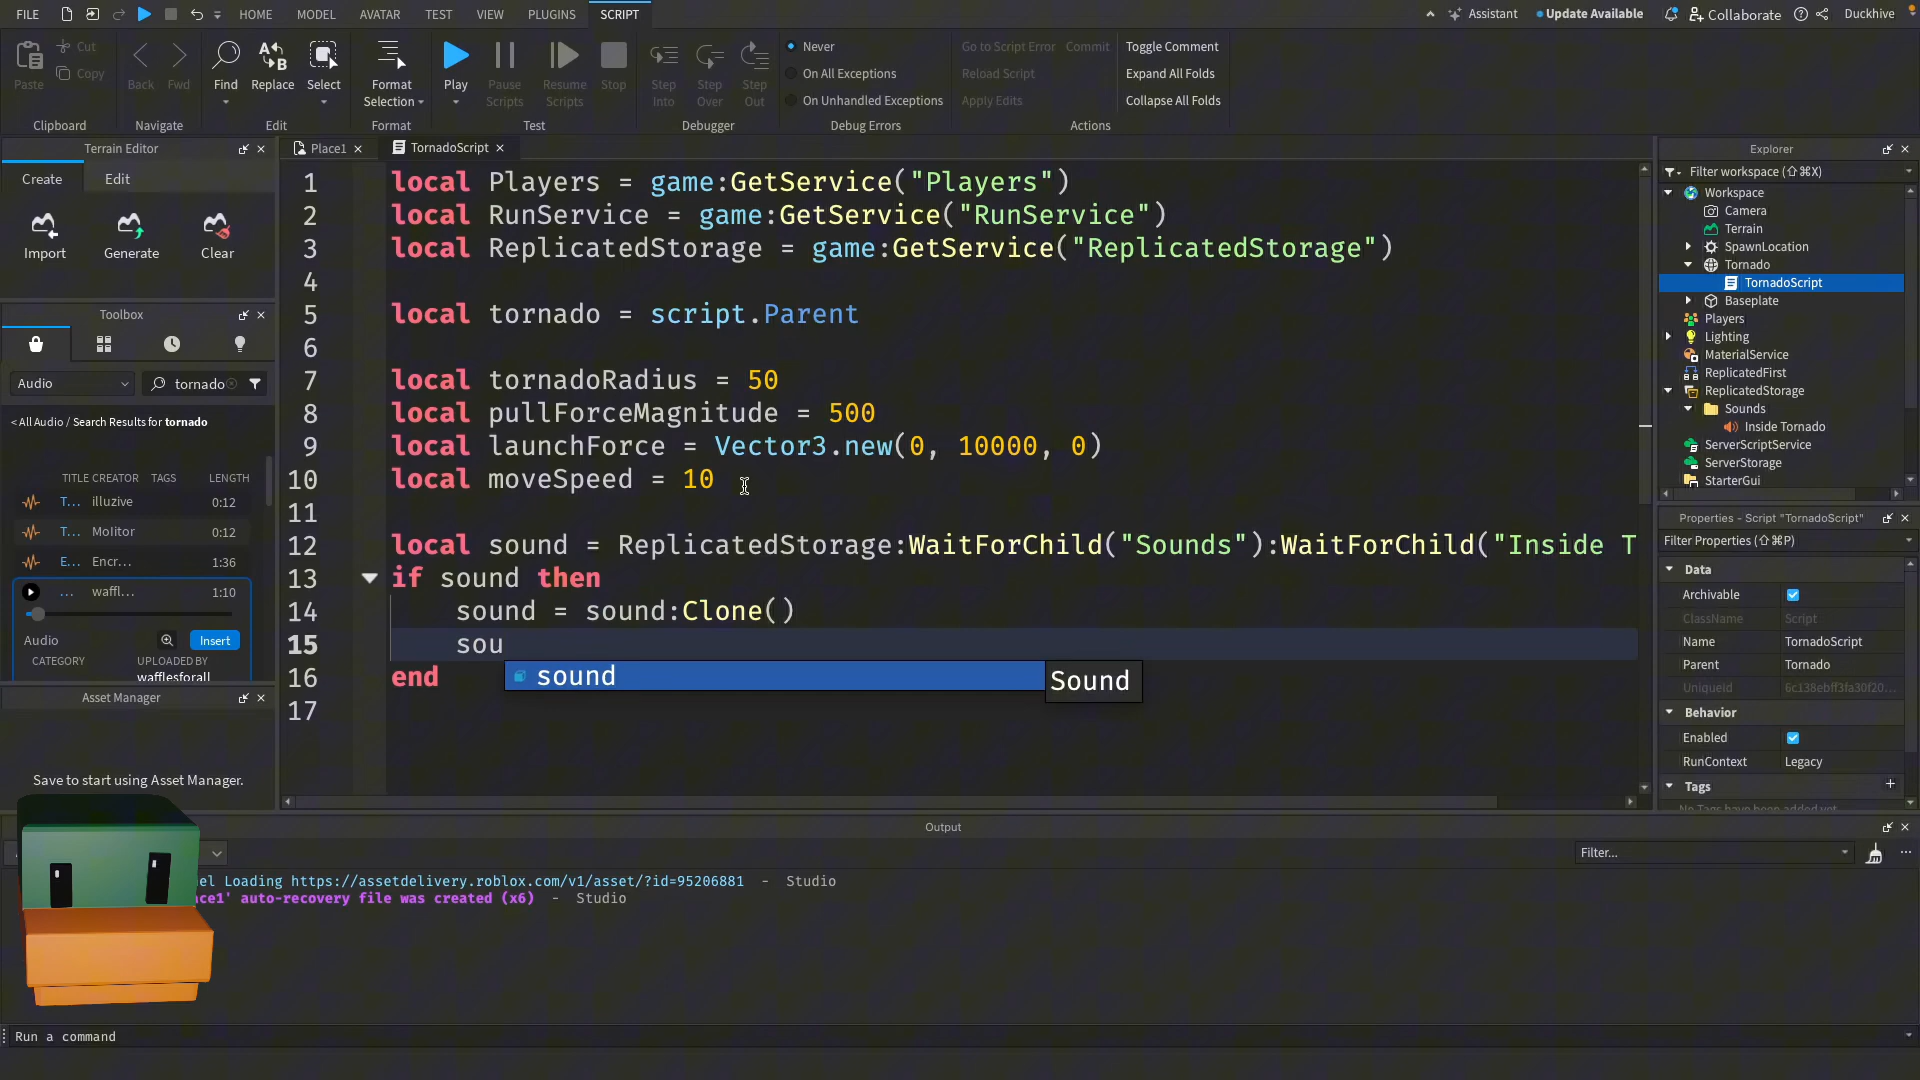 FILE HOME MODEL AVATAR TEST VIEW PLUGINS SCRIPT Assistant Update Available Collaborate Duckhive
Paste Cut Copy Back Fwd Find Replace Select Format Selection Play Pause Scripts Resume Scripts Stop Step Into Step Over Step Out
Never
On All Exceptions
On Unhandled Exceptions
Go to Script Error Commit
Reload Script
Apply Edits
Toggle Comment
Expand All Folds
Collapse All Folds
Clipboard Navigate Edit Format Test Debugger Debug Errors Actions
Terrain Editor
Create Edit
Import Generate Clear
Toolbox
Audio tornado
< All Audio / Search Results for tornado
TITLE CREATOR TAGS LENGTH
T... illuzive 0:12
T... MoIitor 0:12
E... Encr... 1:36
... waffl... 1:10
Audio Insert
CATEGORY UPLOADED BY
wafflesforall
Asset Manager
Save to start using Asset Manager.
Place1 TornadoScript
1 local Players = game:GetService("Players")
2 local RunService = game:GetService("RunService")
3 local ReplicatedStorage = game:GetService("ReplicatedStorage")
4
5 local tornado = script.Parent
6
7 local tornadoRadius = 50
8 local pullForceMagnitude = 500
9 local launchForce = Vector3.new(0, 10000, 0)
10 local moveSpeed = 10
11
12 local sound = ReplicatedStorage:WaitForChild("Sounds"):WaitForChild("Inside T
13 if sound then
14 sound = sound:Clone()
15 sou
16 end
17
sound Sound
Explorer
Filter workspace (⇧⌘X)
Workspace
Camera
Terrain
SpawnLocation
Tornado
TornadoScript
Baseplate
Players
Lighting
MaterialService
ReplicatedFirst
ReplicatedStorage
Sounds
Inside Tornado
ServerScriptService
ServerStorage
StarterGui
Properties - Script "TornadoScript"
Filter Properties (⇧⌘P)
Data
Archivable
ClassName Script
Name TornadoScript
Parent Tornado
UniqueId 6c138ebff3fa30f20...
Behavior
Enabled
RunContext Legacy
Tags
No Tags have been added yet
Output
Filter...
el Loading https://assetdelivery.roblox.com/v1/asset/?id=95206881 - Studio
ace1' auto-recovery file was created (x6) - Studio
Run a command